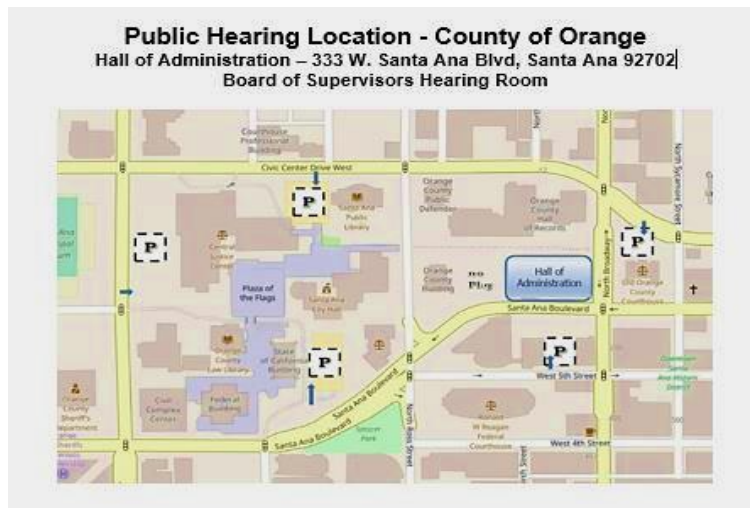 Public Hearing Location - County of Orange
Hall of Administration – 333 W. Santa Ana Blvd, Santa Ana 92702
Board of Supervisors Hearing Room
Courthouse
Professional
Building
Civic Center Drive West
North Sycamore Street
P
Santa Ana
Public
Library
Orange
County
Public
Defender
Orange
County Hall
of Records
P
Central
Justice
Center
P
North Broadway
Plaza of
the Flags
Santa Ana
City Hall
Orange
County
Building
no
Pkg
Hall of
Administration
Old Orange
County
Courthouse
Santa Ana Boulevard
Orange
County
Law Library
State
of California
Building
P
P
West 5th Street
Santa Ana Boulevard
Orange
County
Sheriff's
Department
Civic
Complex
Center
Federal
Building
North Ross Street
Ronald
W Reagan
Federal
Courthouse
Santa Ana Boulevard
Park
West 4th Street